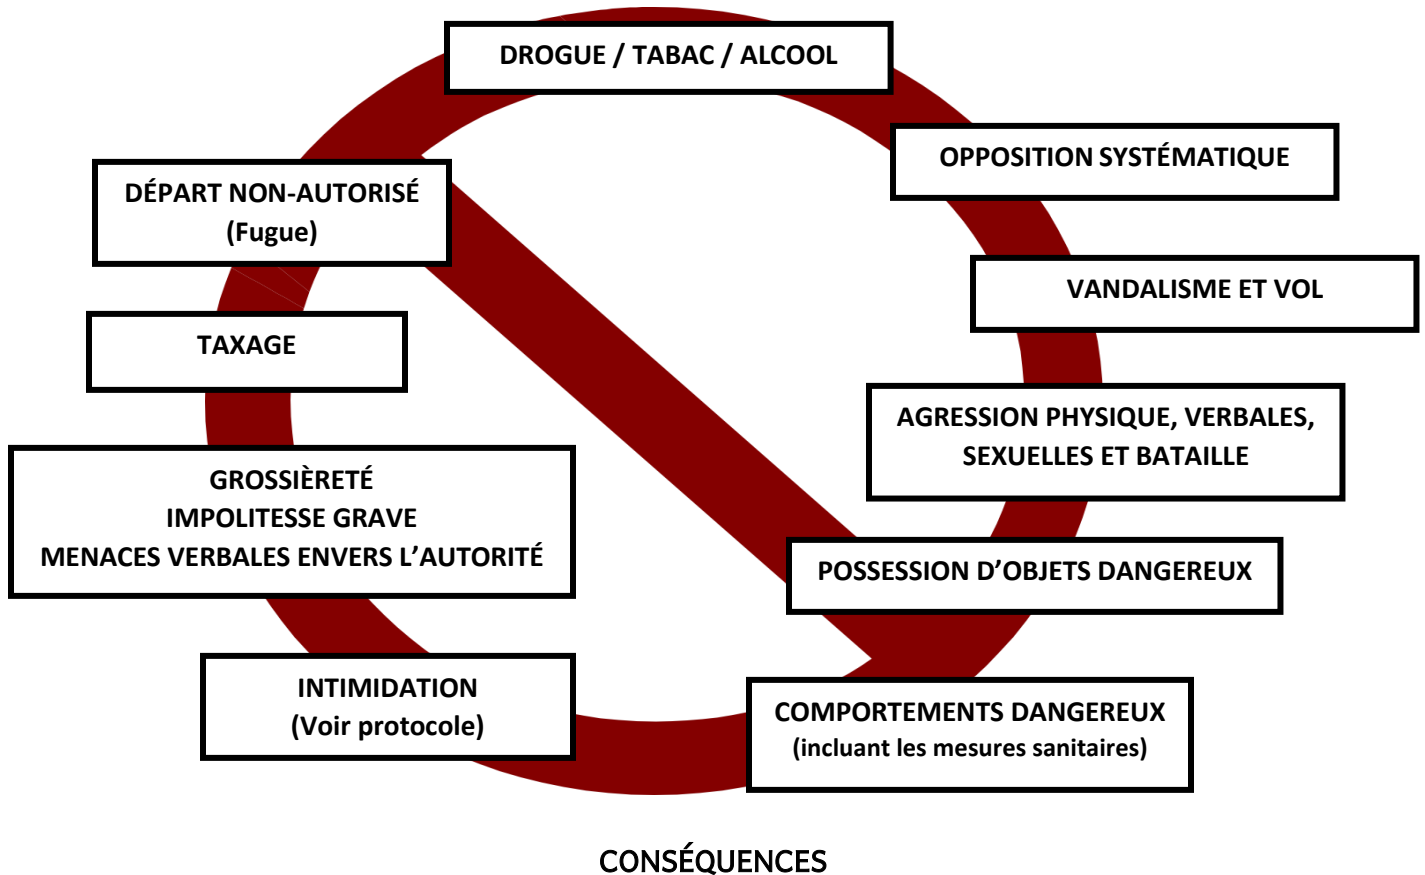 DROGUE / TABAC / ALCOOL
OPPOSITION SYSTÉMATIQUE
DÉPART NON-AUTORISÉ
(Fugue)
VANDALISME ET VOL
TAXAGE
AGRESSION PHYSIQUE, VERBALES,
SEXUELLES ET BATAILLE
GROSSIÈRETÉ
IMPOLITESSE GRAVE
MENACES VERBALES ENVERS L’AUTORITÉ
POSSESSION D’OBJETS DANGEREUX
INTIMIDATION
(Voir protocole)
COMPORTEMENTS DANGEREUX
(incluant les mesures sanitaires)
CONSÉQUENCES